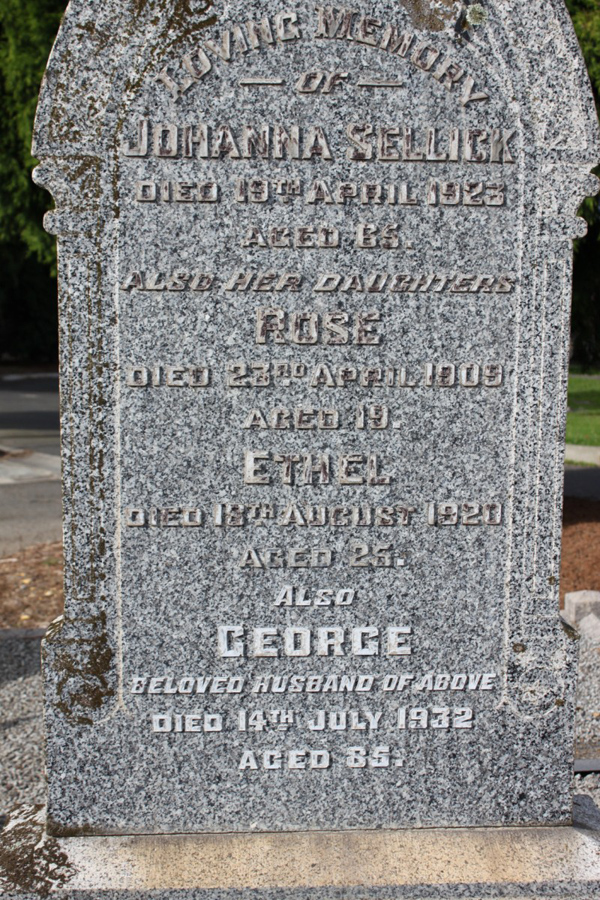 LOVING MEMORY
— OF —
JOHANNA SELLICK
DIED 19TH APRIL 1923
AGED 65.
ALSO HER DAUGHTERS
ROSE
DIED 23RD APRIL 1909
AGED 19.
ETHEL
DIED 18TH AUGUST 1920
AGED 25.
ALSO
GEORGE
BELOVED HUSBAND OF ABOVE
DIED 14TH JULY 1932
AGED 85.